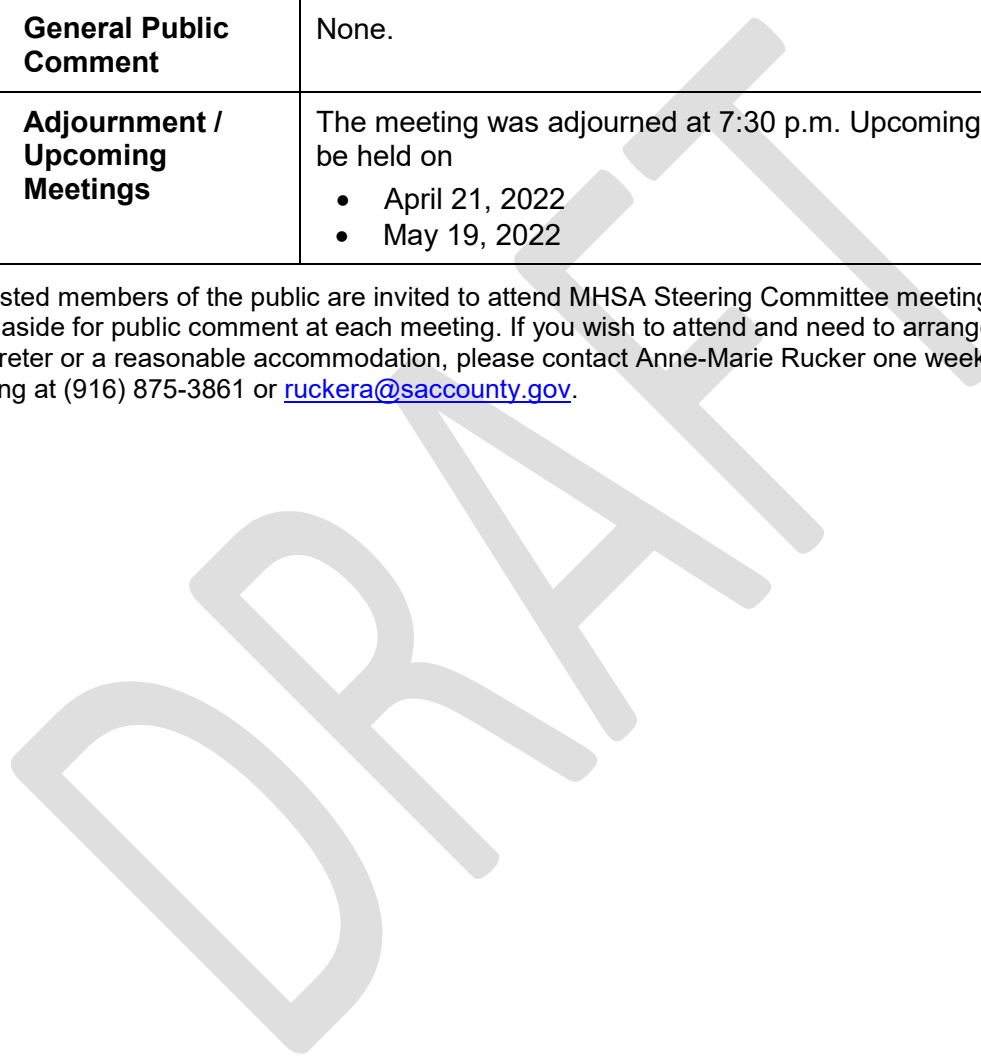 General Public
Comment
None.
Adjournment /
Upcoming
Meetings
The meeting was adjourned at 7:30 p.m. Upcoming
be held on
• April 21, 2022
• May 19, 2022
sted members of the public are invited to attend MHSA Steering Committee meeting
aside for public comment at each meeting. If you wish to attend and need to arrange
reter or a reasonable accommodation, please contact Anne-Marie Rucker one week
ng at (916) 875-3861 or ruckera@saccounty.gov.
DRAFT